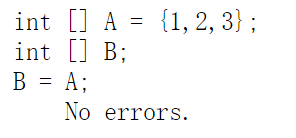 int [] A = {1,2,3};
int [] B;
B = A;
No errors.